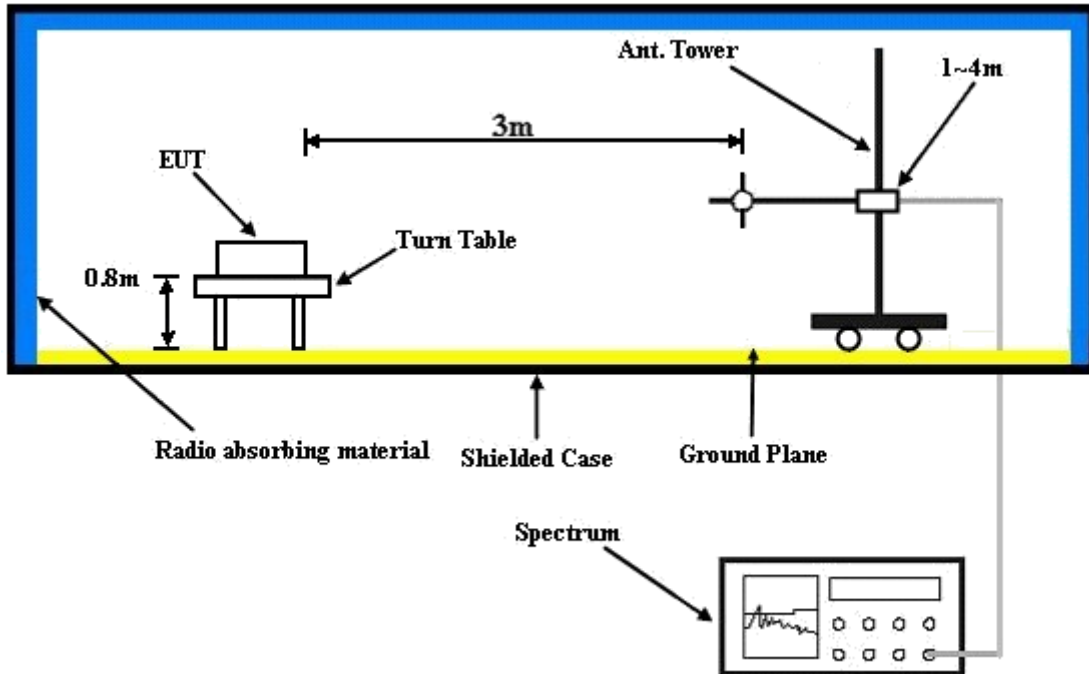 Ant. Tower
1~4m
3m
EUT
Turn Table
0.8m
Radio absorbing material
Shielded Case
Ground Plane
Spectrum